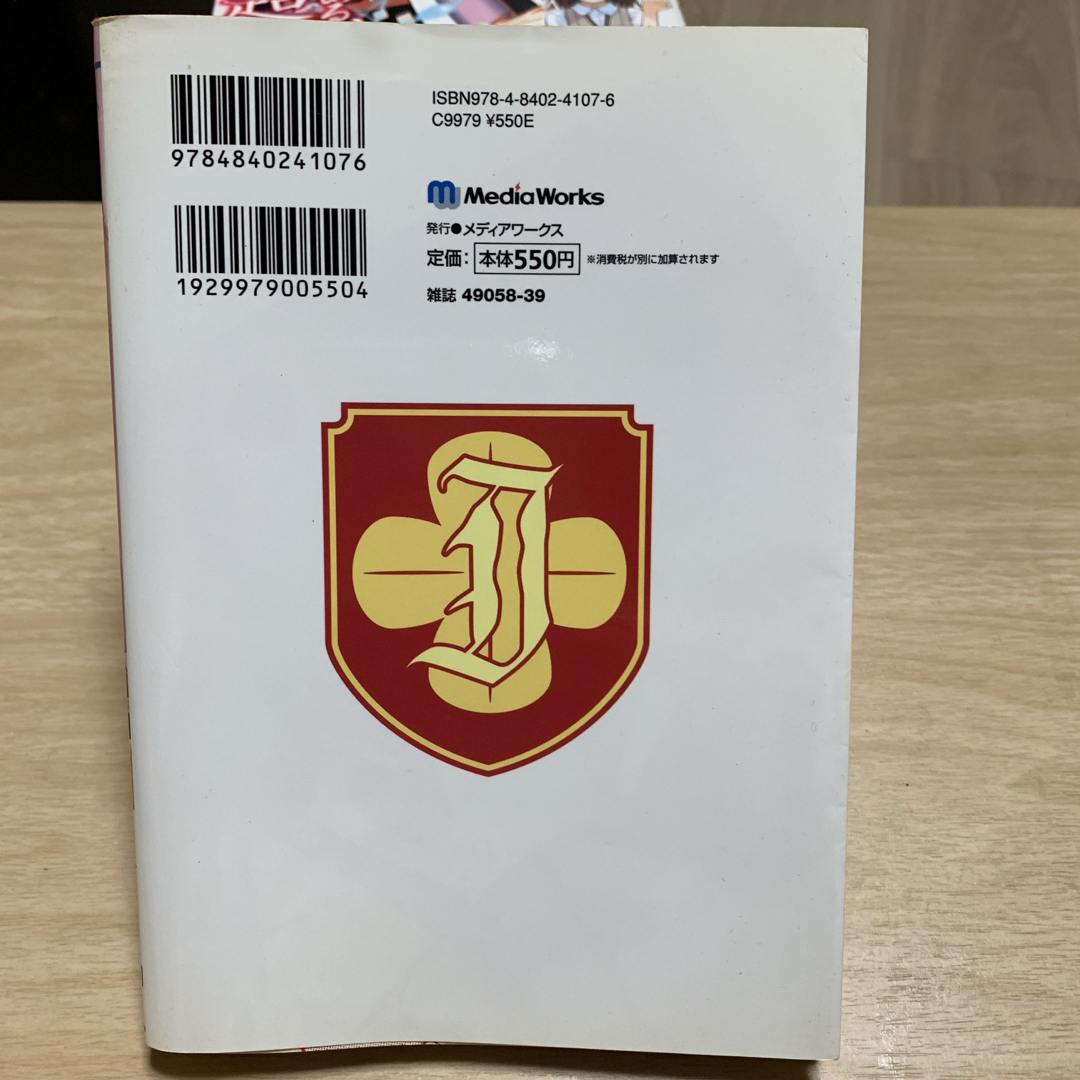 9784840241076
1929979005504
ISBN978-4-8402-4107-6
C9979 ¥550E
MediaWorks
発行●メディアワークス
定価：本体550円 ※消費税が別に加算されます
雑誌 49058-39
J